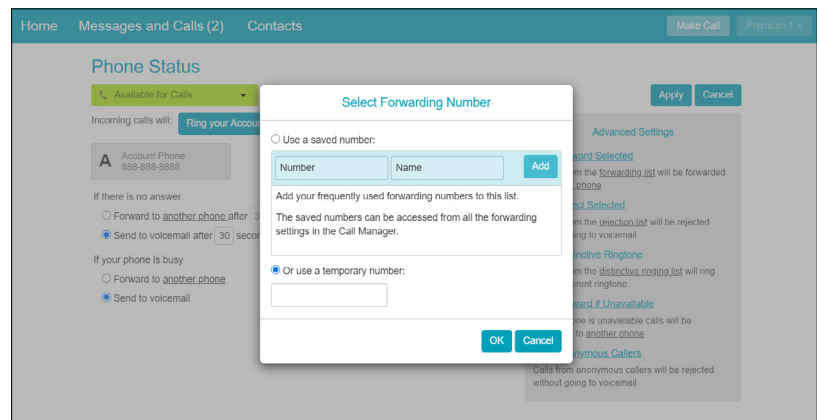 Home Messages and Calls (2) Contacts Make Call Premium 1
Phone Status
Available for Calls
Apply Cancel
Incoming calls will: Ring your Accou
A Account Phone
888-888-8888
If there is no answer
Forward to another phone after 3
Send to voicemail after 30 secon
If your phone is busy
Forward to another phone
Send to voicemail
Select Forwarding Number
Use a saved number:
Number Name Add
Add your frequently used forwarding numbers to this list.
The saved numbers can be accessed from all the forwarding
settings in the Call Manager.
Or use a temporary number:
OK Cancel
Advanced Settings
ward Selected
om the forwarding list will be forwarded
phone
ect Selected
om the rejection list will be rejected
ing to voicemail
inctive Ringtone
om the distinctive ringing list will ring
erent ringtone
ward if Unavailable
one is unavailable calls will be
to another phone
nymous Callers
Calls from anonymous callers will be rejected
without going to voicemail